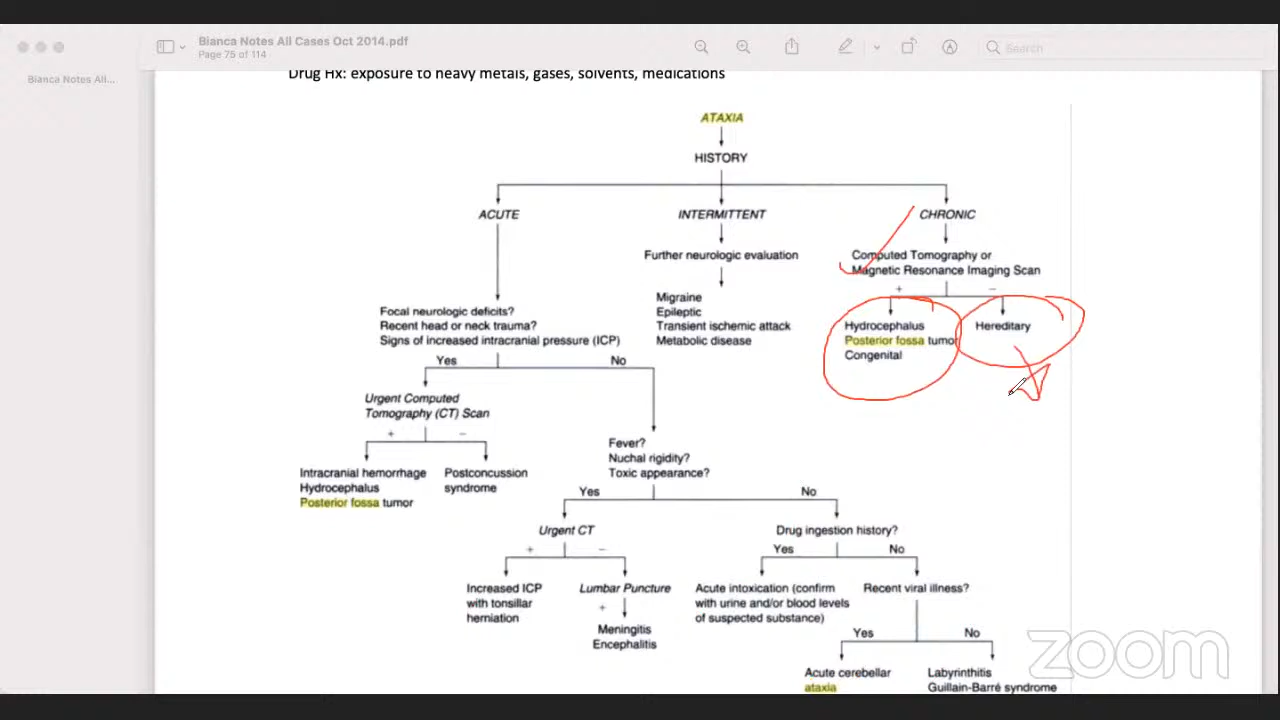 Bianca Notes All Cases Oct 2014.pdf
Page 75 of 114
Search
Bianca Notes All...
Drug Hx: exposure to heavy metals, gases, solvents, medications
ATAXIA
HISTORY
ACUTE
INTERMITTENT
CHRONIC
Further neurologic evaluation
Computed Tomography or
Magnetic Resonance Imaging Scan
+
−
Focal neurologic deficits?
Recent head or neck trauma?
Signs of increased intracranial pressure (ICP)
Migraine
Epileptic
Transient ischemic attack
Metabolic disease
Hydrocephalus
Posterior fossa tumor
Congenital
Hereditary
Yes
No
Urgent Computed
Tomography (CT) Scan
+
−
Intracranial hemorrhage
Hydrocephalus
Posterior fossa tumor
Postconcussion
syndrome
Fever?
Nuchal rigidity?
Toxic appearance?
Yes
No
Urgent CT
+
−
Drug ingestion history?
Yes
No
Increased ICP
with tonsillar
herniation
Lumbar Puncture
+
Meningitis
Encephalitis
Acute intoxication (confirm
with urine and/or blood levels
of suspected substance)
Recent viral illness?
Yes
No
Acute cerebellar
ataxia
Labyrinthitis
Guillain-Barré syndrome
zoom